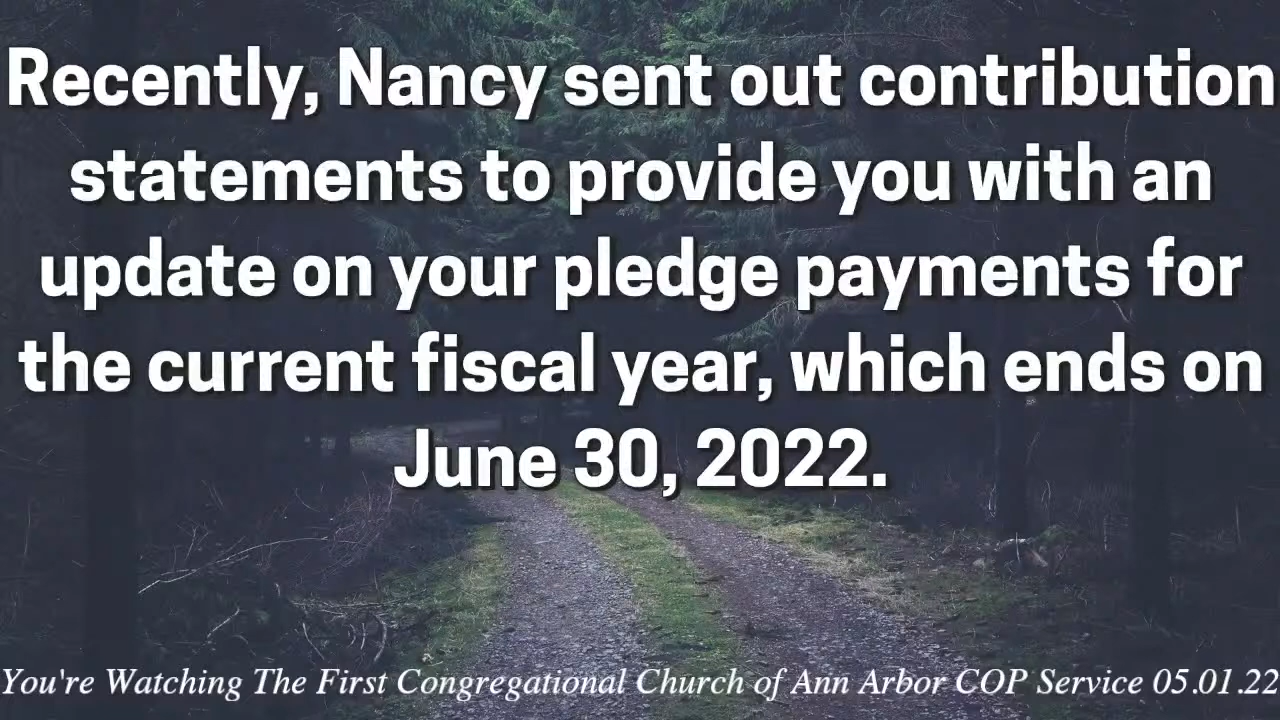 Recently, Nancy sent out contribution
statements to provide you with an
update on your pledge payments for
the current fiscal year, which ends on
June 30, 2022.
You're Watching The First Congregational Church of Ann Arbor COP Service 05.01.22